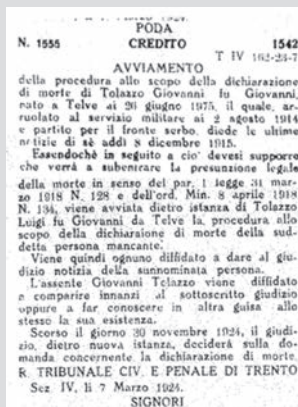 PODA
N. 1555 CREDITO 1542
T IV 162-23-7
AVVIAMENTO
della procedura allo scopo della dichiarazione
di morte di Tolazzo Giovanni fu Giovanni,
nato a Telve ai 26 giugno 1975, il quale, ar-
ruolato al servizio militare ai 2 agosto 1914
e partito per il fronte serbo, diede le ultime
notizie di sè addì 8 dicembre 1915.
Essendochè in seguito a cio' devesi supporre
che verrà a subentrare la presunzione legale
della morte in senso del par. 1 legge 31 mar-
zo 1918 N. 128 e dell'ord. Min. 8 aprile 1918
N. 134, viene avviata dietro istanza di Tolazzo
Luigi fu Giovanni da Telve la procedura allo
scopo della dichiaraione di morte della sud-
detta persona mancante.
Viene quindi ognuno diffidato a dare al giu-
dizio notizia della sunnominata persona.
L'assente Giovanni Tolazzo viene diffidato
a comparire innanzi al sottoscritto giudizio
oppure a far conoscere in altra guisa allo
stesso la sua esistenza.
Scorso il giorno 30 novembre 1924, il giudi-
zio, dietro nuova istanza, deciderà sulla do-
manda concernente la dichiarazione di morte.
R. TRIBUNALE CIV. E PENALE DI TRENTO
Sez. IV, li 7 Marzo 1924.
SIGNORI